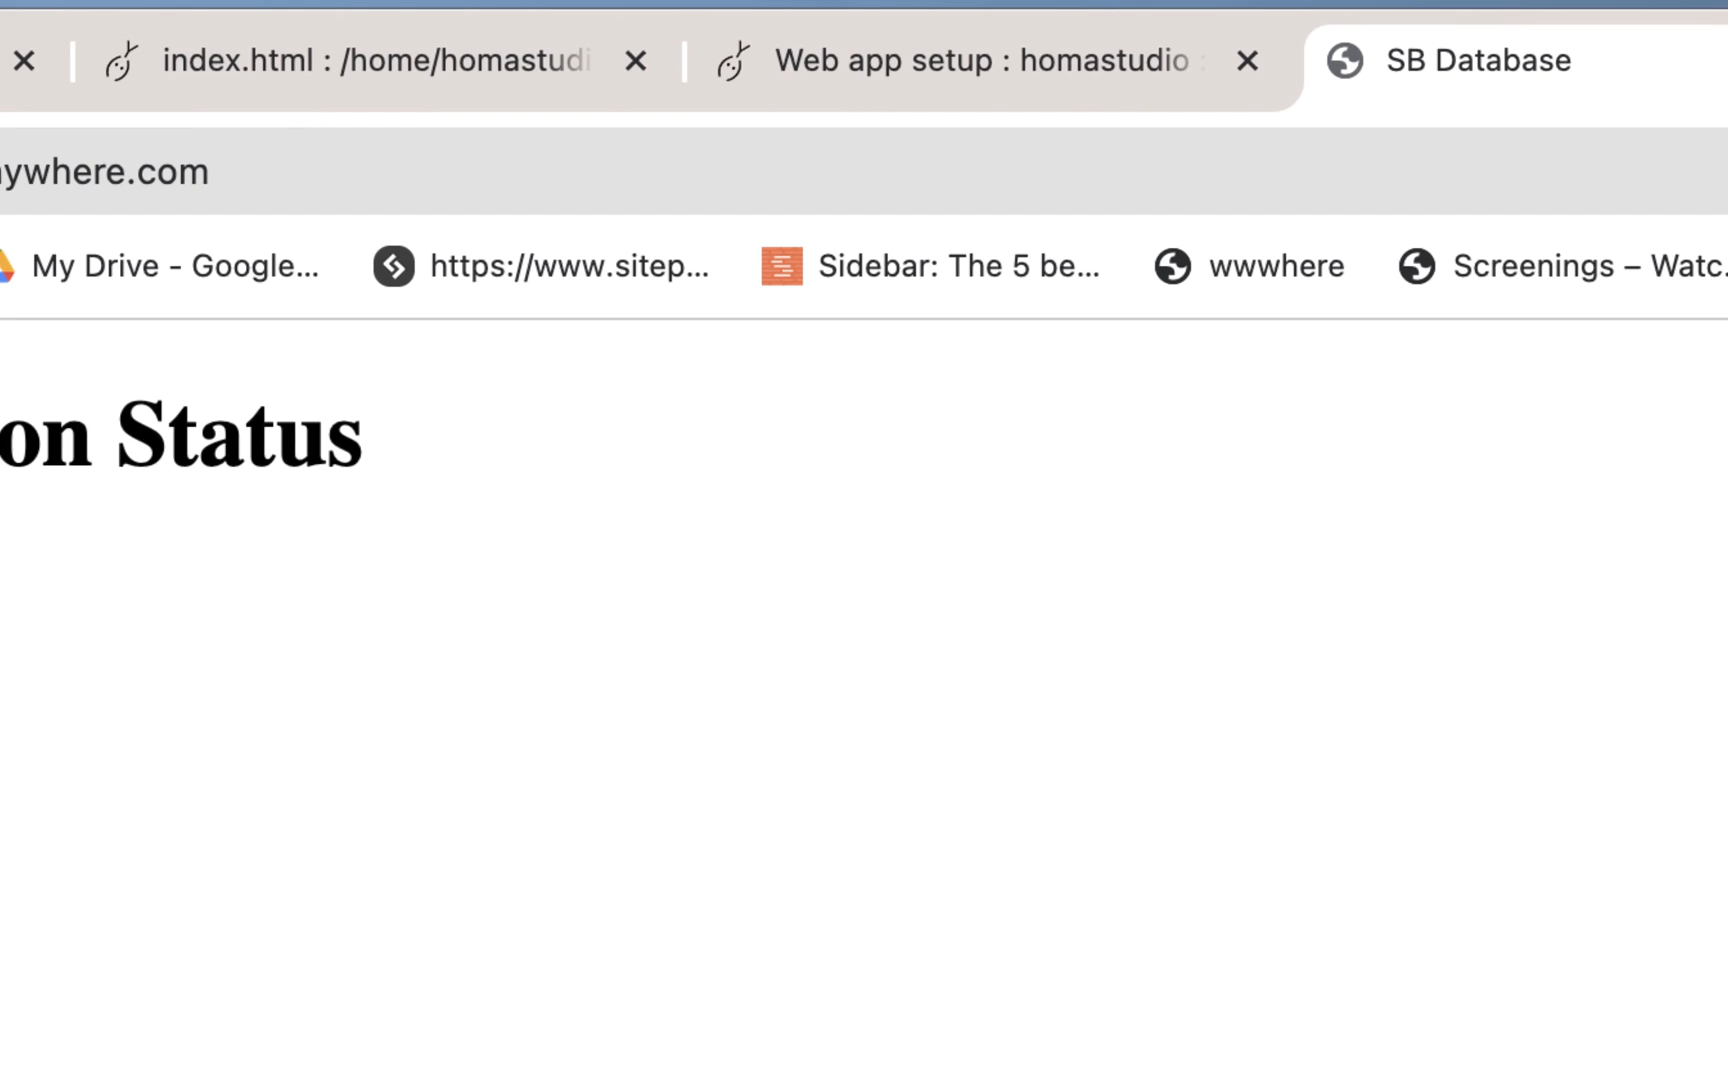 index.html : /home/homastudi
Web app setup : homastudio :
SB Database
ywhere.com
My Drive - Google...
https://www.sitep...
Sidebar: The 5 be...
wwwhere
Screenings – Watc.
on Status